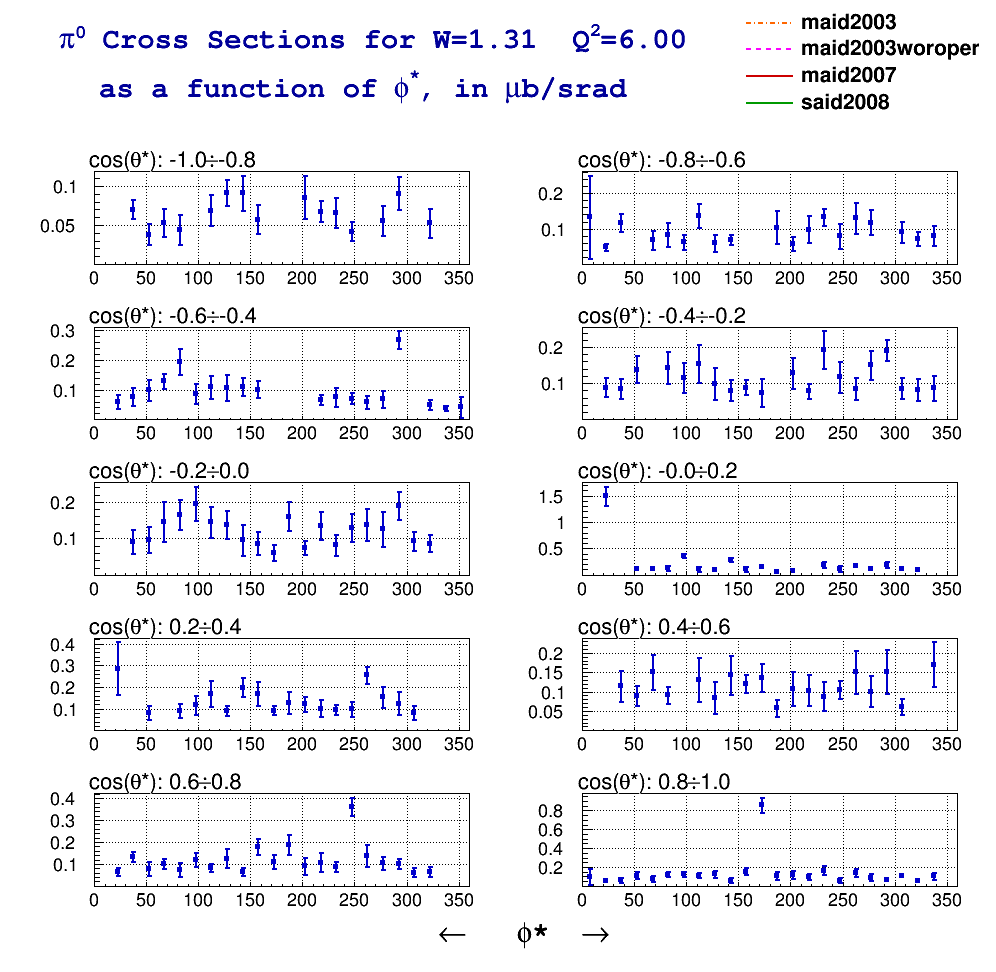 π⁰ Cross Sections for W=1.31 Q²=6.00
as a function of ϕ*, in μb/srad
maid2003
maid2003woroper
maid2007
said2008
cos(θ*): -1.0÷-0.8
0.1
0.05
0 50 100 150 200 250 300 350
cos(θ*): -0.8÷-0.6
0.2
0.1
0 50 100 150 200 250 300 350
cos(θ*): -0.6÷-0.4
0.3
0.2
0.1
0 50 100 150 200 250 300 350
cos(θ*): -0.4÷-0.2
0.2
0.1
0 50 100 150 200 250 300 350
cos(θ*): -0.2÷0.0
0.2
0.1
0 50 100 150 200 250 300 350
cos(θ*): -0.0÷0.2
1.5
1
0.5
0 50 100 150 200 250 300 350
cos(θ*): 0.2÷0.4
0.4
0.3
0.2
0.1
0 50 100 150 200 250 300 350
cos(θ*): 0.4÷0.6
0.2
0.15
0.1
0.05
0 50 100 150 200 250 300 350
cos(θ*): 0.6÷0.8
0.4
0.3
0.2
0.1
0 50 100 150 200 250 300 350
cos(θ*): 0.8÷1.0
0.8
0.6
0.4
0.2
0 50 100 150 200 250 300 350
← ϕ* →